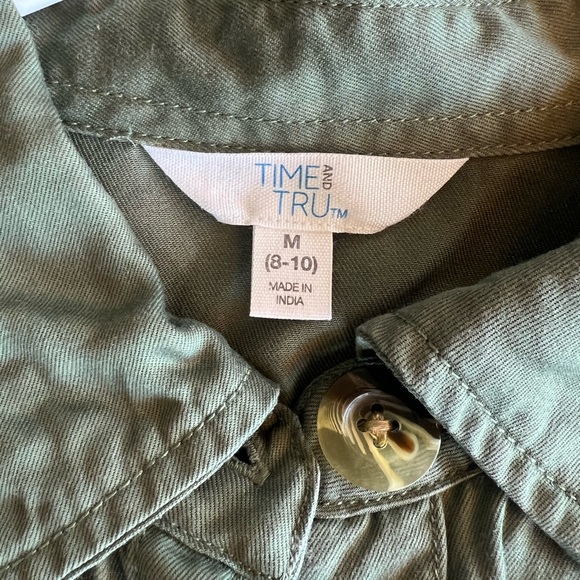 TIME AND
TRU™
M
(8-10)
MADE IN
INDIA